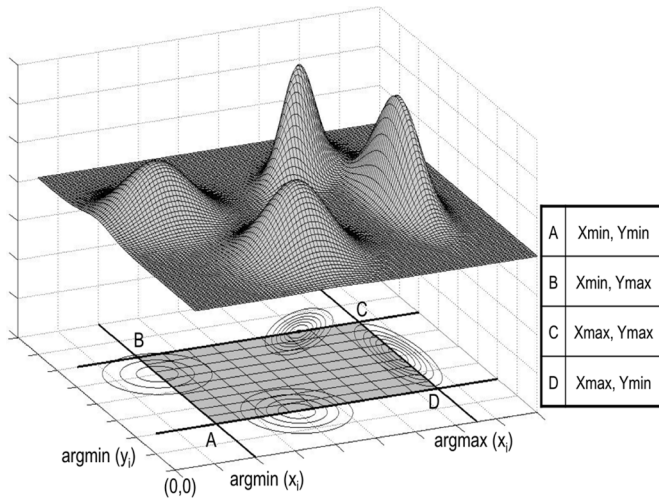 A Xmin, Ymin
B Xmin, Ymax
C Xmax, Ymax
D Xmax, Ymin
B
C
A
D
argmin (yi)
(0,0)
argmin (xi)
argmax (xi)